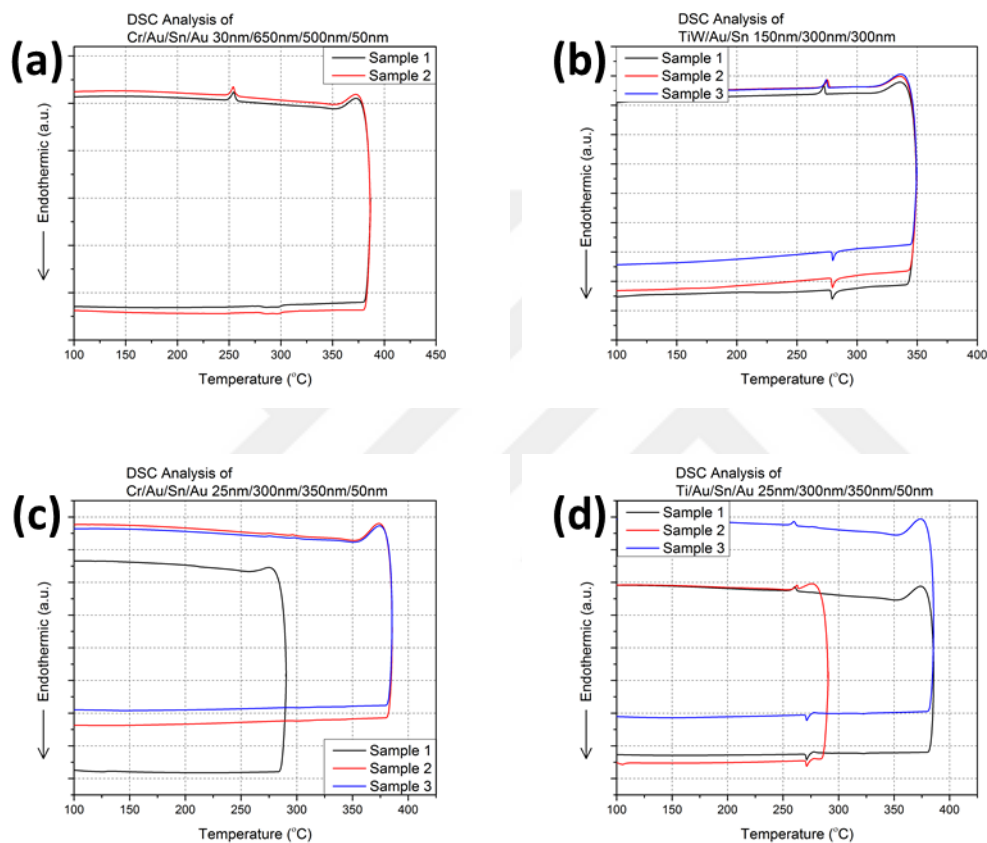 (a)
DSC Analysis of
Cr/Au/Sn/Au 30nm/650nm/500nm/50nm
Sample 1
Sample 2
Endothermic (a.u.)
100 150 200 250 300 350 400 450
Temperature (°C)
(b)
DSC Analysis of
TiW/Au/Sn 150nm/300nm/300nm
Sample 1
Sample 2
Sample 3
Endothermic (a.u.)
100 150 200 250 300 350 400
Temperature (°C)
(c)
DSC Analysis of
Cr/Au/Sn/Au 25nm/300nm/350nm/50nm
Endothermic (a.u.)
Sample 1
Sample 2
Sample 3
100 150 200 250 300 350 400
Temperature (°C)
(d)
DSC Analysis of
Ti/Au/Sn/Au 25nm/300nm/350nm/50nm
Sample 1
Sample 2
Sample 3
Endothermic (a.u.)
100 150 200 250 300 350 400
Temperature (°C)